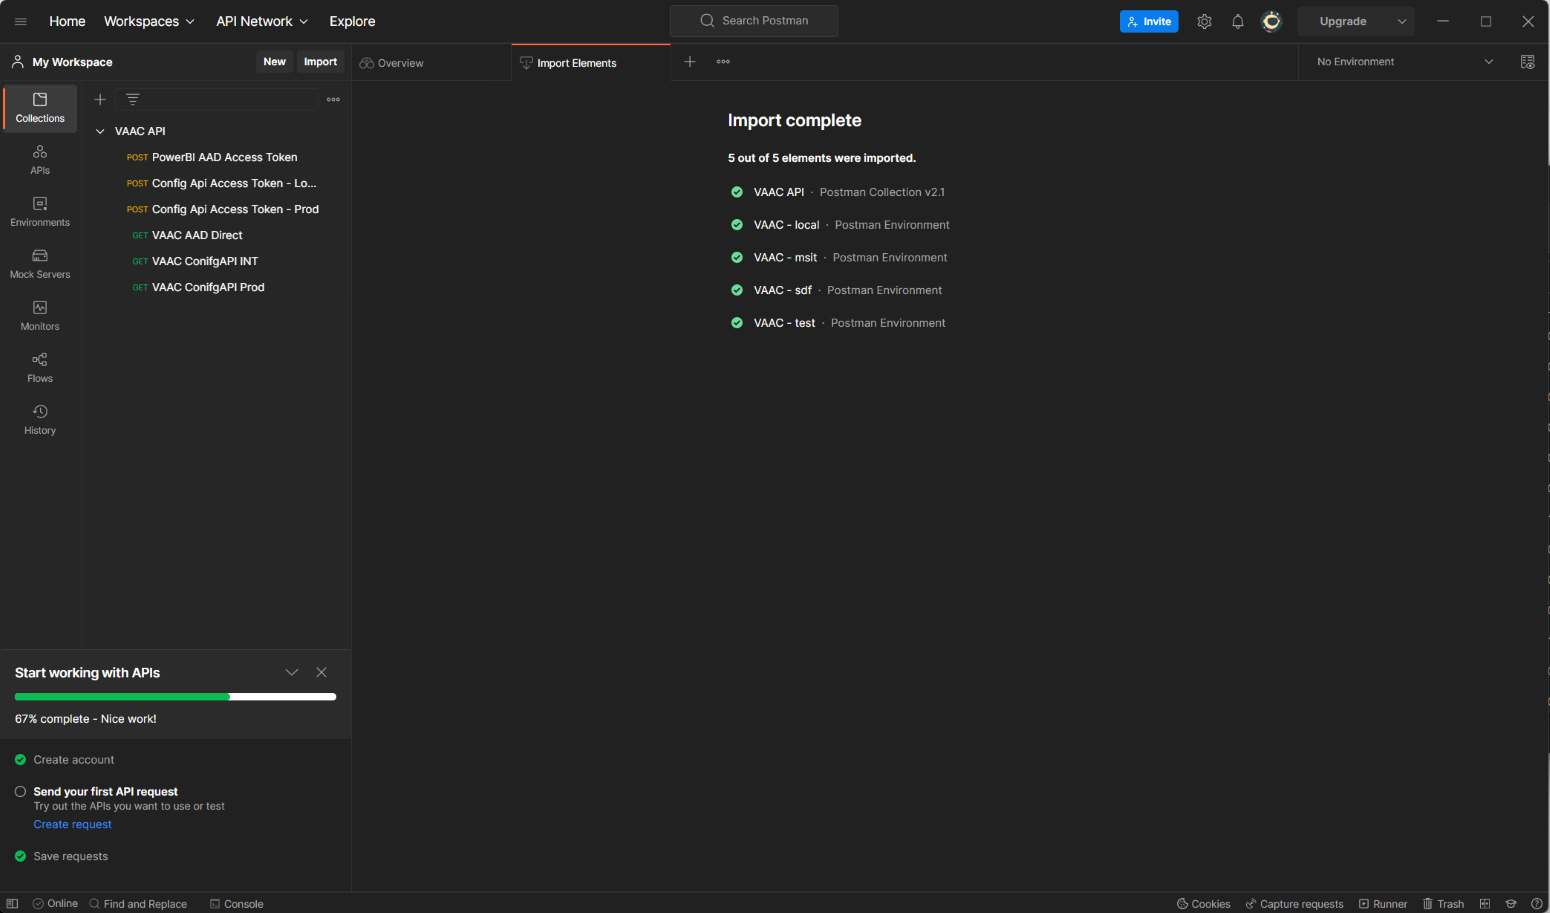 Home Workspaces API Network Explore Search Postman Invite Upgrade
My Workspace New Import Overview Import Elements No Environment
Collections
APIs
Environments
Mock Servers
Monitors
Flows
History
VAAC API
POST PowerBI AAD Access Token
POST Config Api Access Token - Lo...
POST Config Api Access Token - Prod
GET VAAC AAD Direct
GET VAAC ConifgAPI INT
GET VAAC ConifgAPI Prod
Import complete
5 out of 5 elements were imported.
VAAC API · Postman Collection v2.1
VAAC - local · Postman Environment
VAAC - msit · Postman Environment
VAAC - sdf · Postman Environment
VAAC - test · Postman Environment
Start working with APIs
67% complete - Nice work!
Create account
Send your first API request
Try out the APIs you want to use or test
Create request
Save requests
Online Find and Replace Console Cookies Capture requests Runner Trash